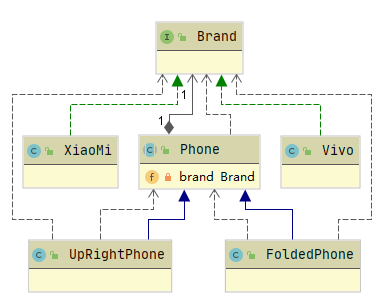 I Brand
1
1
C XiaoMi
C Phone
C Vivo
f brand Brand
C UpRightPhone
C FoldedPhone